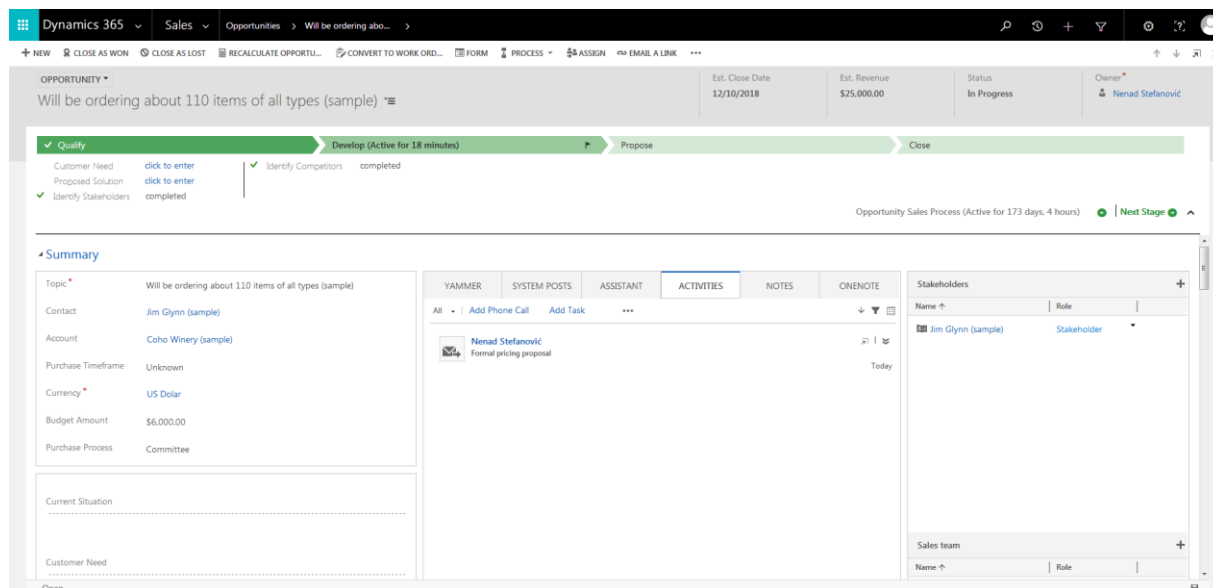 Dynamics 365 Sales Opportunities > Will be ordering abo... >
+ NEW CLOSE AS WON CLOSE AS LOST RECALCULATE OPPORTU... CONVERT TO WORK ORD... FORM PROCESS ASSIGN EMAIL A LINK •••
OPPORTUNITY
Will be ordering about 110 items of all types (sample)
Est. Close Date
12/10/2018
Est. Revenue
$25,000.00
Status
In Progress
Owner*
Nenad Stefanović
Qualify
Develop (Active for 18 minutes)
Propose
Close
Customer Need click to enter
Proposed Solution click to enter
Identify Stakeholders completed
Identify Competitors completed
Opportunity Sales Process (Active for 173 days, 4 hours) Next Stage
Summary
Topic* Will be ordering about 110 items of all types (sample)
Contact Jim Glynn (sample)
Account Coho Winery (sample)
Purchase Timeframe Unknown
Currency* US Dolar
Budget Amount $6,000.00
Purchase Process Committee
Current Situation
Customer Need
YAMMER SYSTEM POSTS ASSISTANT ACTIVITIES NOTES ONENOTE
All Add Phone Call Add Task •••
Nenad Stefanović
Formal pricing proposal
Today
Stakeholders +
Name Role
Jim Glynn (sample) Stakeholder
Sales team +
Name Role
Open